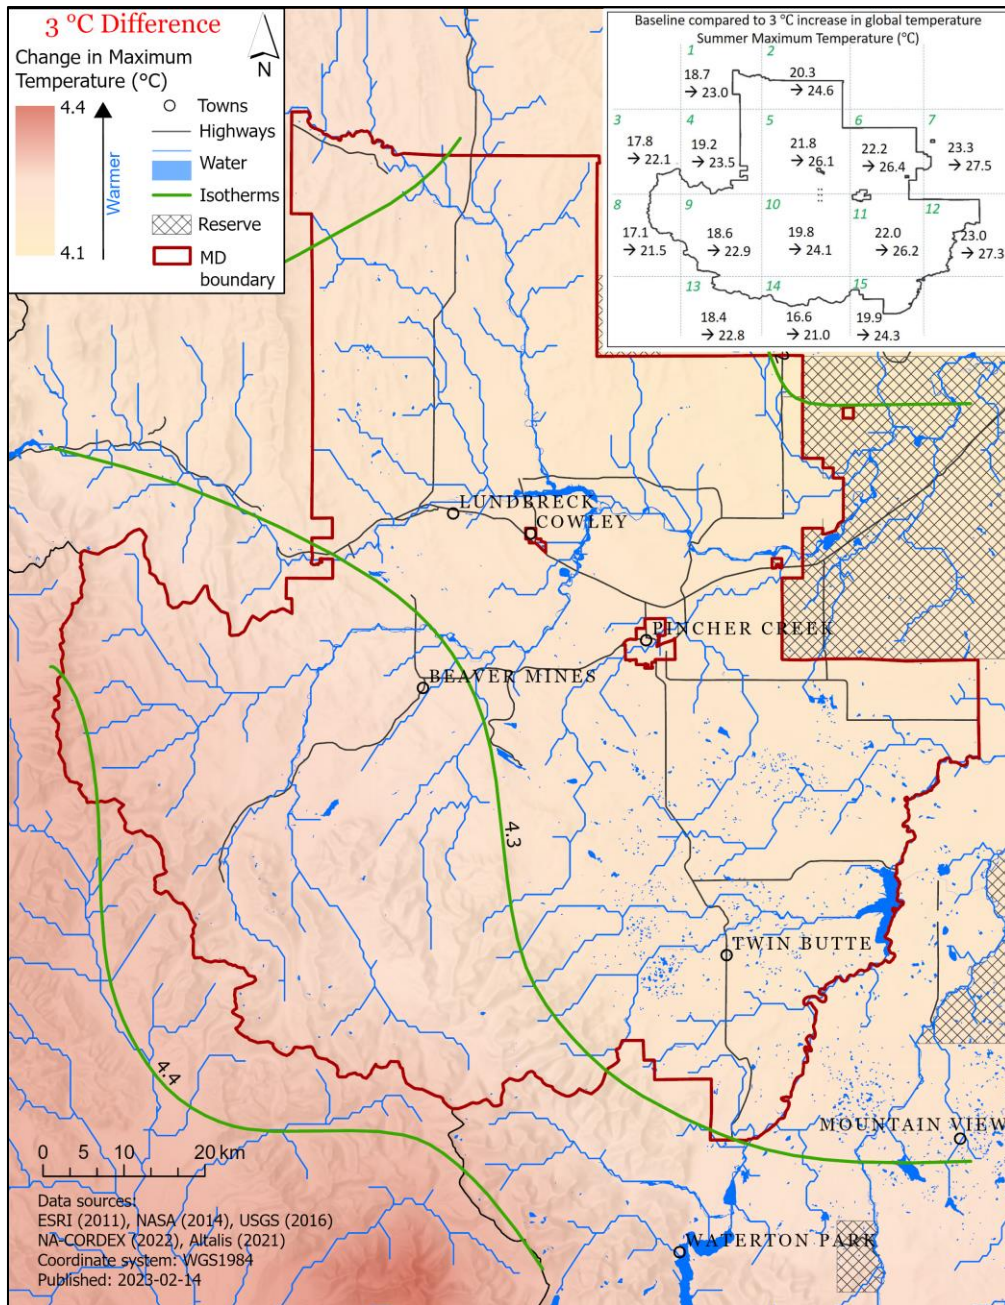 3 °C Difference
Change in Maximum
Temperature (°C)
4.4
Warmer
4.1
N
Towns
Highways
Water
Isotherms
Reserve
MD
boundary
Baseline compared to 3 °C increase in global temperature
Summer Maximum Temperature (°C)
1 2
18.7 20.3
→ 23.0 → 24.6
3 4 5 6 7
17.8 19.2 21.8 22.2 23.3
→ 22.1 → 23.5 → 26.1 → 26.4 → 27.5
8 9 10 11 12
17.1 18.6 19.8 22.0 23.0
→ 21.5 → 22.9 → 24.1 → 26.2 → 27.3
13 14 15
18.4 16.6 19.9
→ 22.8 → 21.0 → 24.3
LUNDBRECK
COWLEY
PINCHER CREEK
BEAVER MINES
4.3
TWIN BUTTE
4.4
MOUNTAIN VIEW
WATERTON PARK
0 5 10 20 km
Data sources:
ESRI (2011), NASA (2014), USGS (2016)
NA-CORDEX (2022), Altalis (2021)
Coordinate system: WGS1984
Published: 2023-02-14